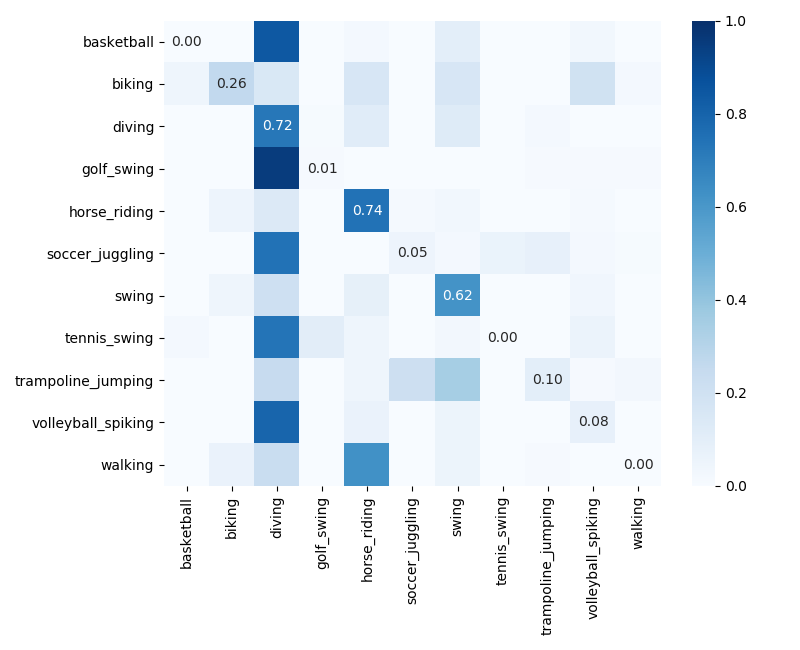 basketball 0.00
biking 0.26
diving 0.72
golf_swing 0.01
horse_riding 0.74
soccer_juggling 0.05
swing 0.62
tennis_swing 0.00
trampoline_jumping 0.10
volleyball_spiking 0.08
walking 0.00
basketball
biking
diving
golf_swing
horse_riding
soccer_juggling
swing
tennis_swing
trampoline_jumping
volleyball_spiking
walking
1.0
0.8
0.6
0.4
0.2
0.0